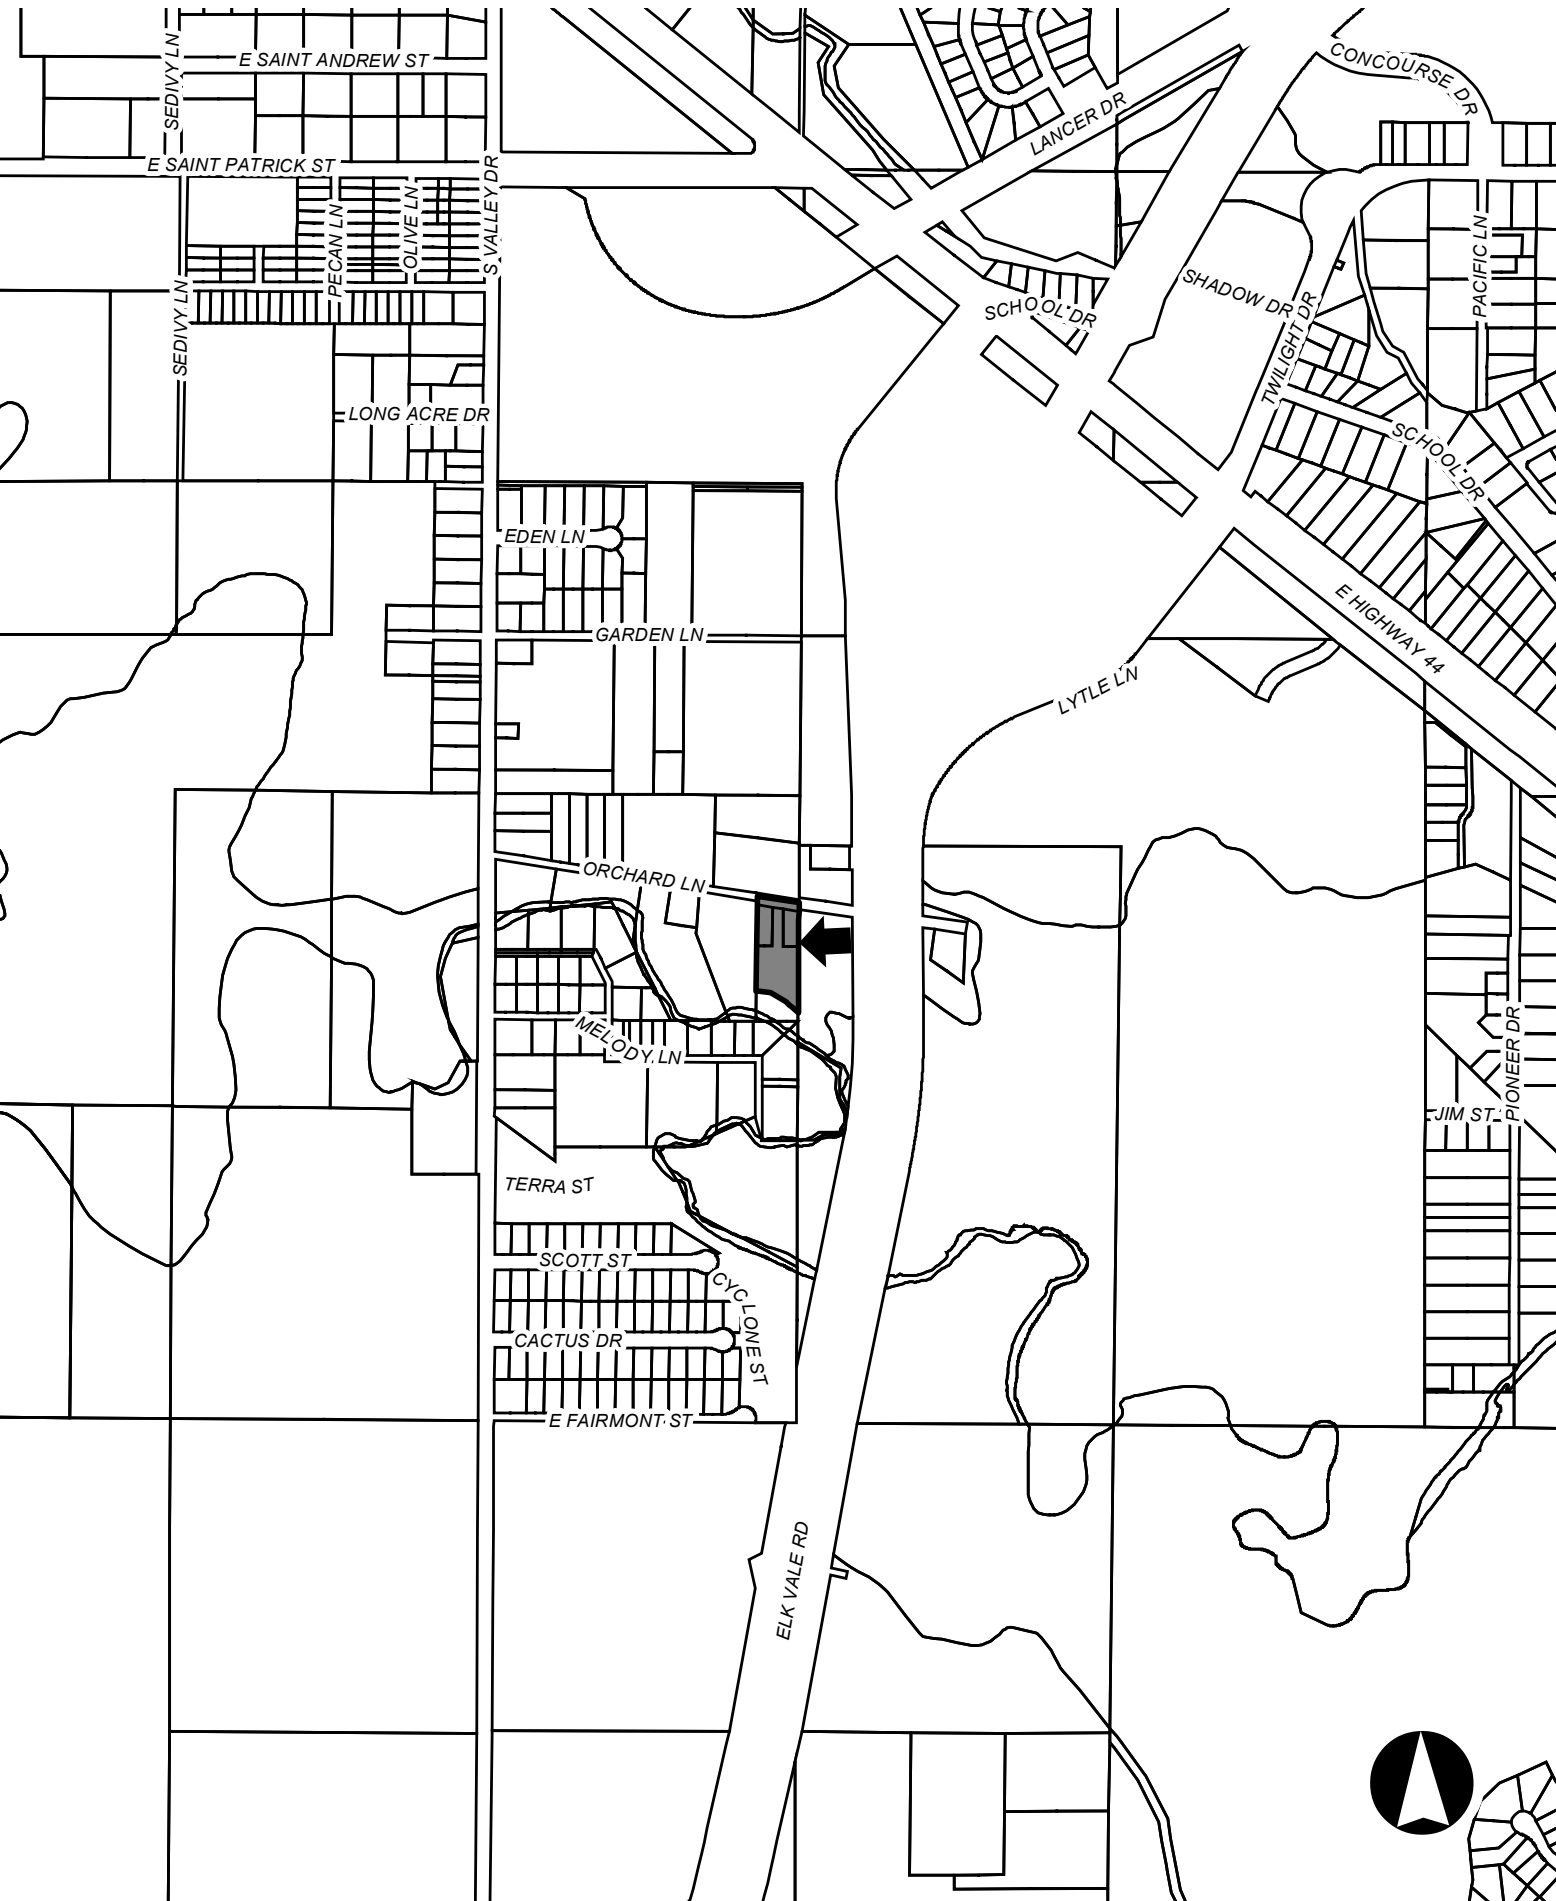 SEDIVY LN
E SAINT ANDREW ST
CONCOURSE DR
LANCER DR
E SAINT PATRICK ST
S VALLEY DR
PECAN LN
OLIVE LN
PACIFIC LN
SEDIVY LN
SCHOOL DR
SHADOW DR
TWILIGHT DR
LONG ACRE DR
SCHOOL DR
EDEN LN
GARDEN LN
E HIGHWAY 44
LYTLE LN
ORCHARD LN
MELODY LN
PIONEER DR
JIM ST
TERRA ST
SCOTT ST
CYCLONE ST
CACTUS DR
E FAIRMONT ST
ELK VALE RD